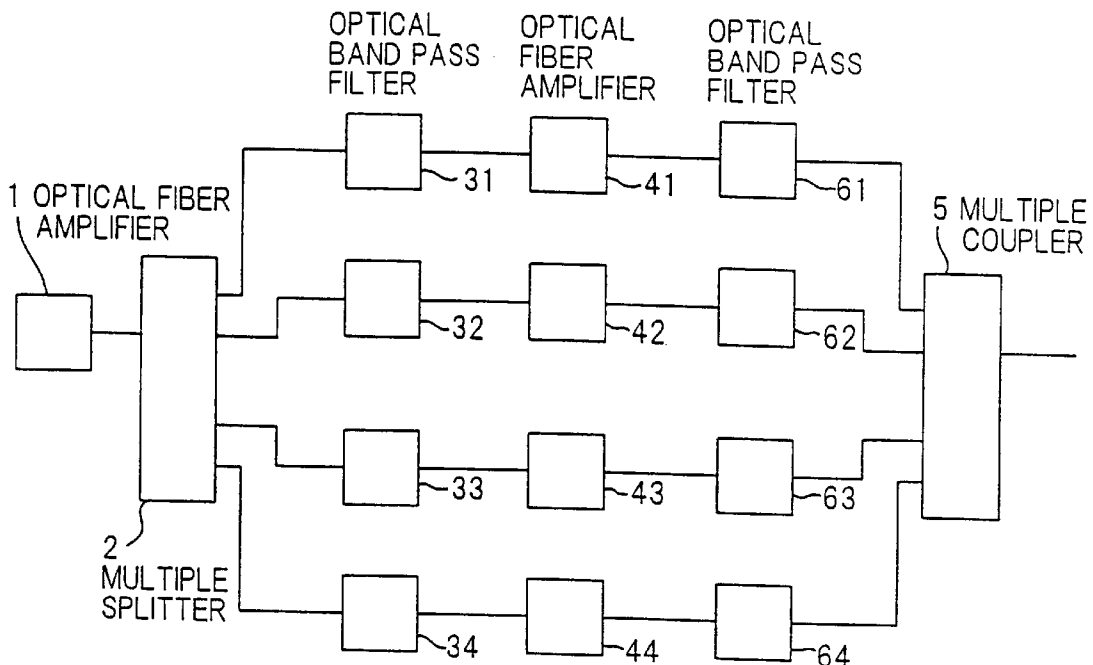 OPTICAL
BAND PASS
FILTER
OPTICAL
FIBER
AMPLIFIER
OPTICAL
BAND PASS
FILTER
31
41
61
1 OPTICAL FIBER
AMPLIFIER
5 MULTIPLE
COUPLER
32
42
62
33
43
63
2
MULTIPLE
SPLITTER
34
44
64